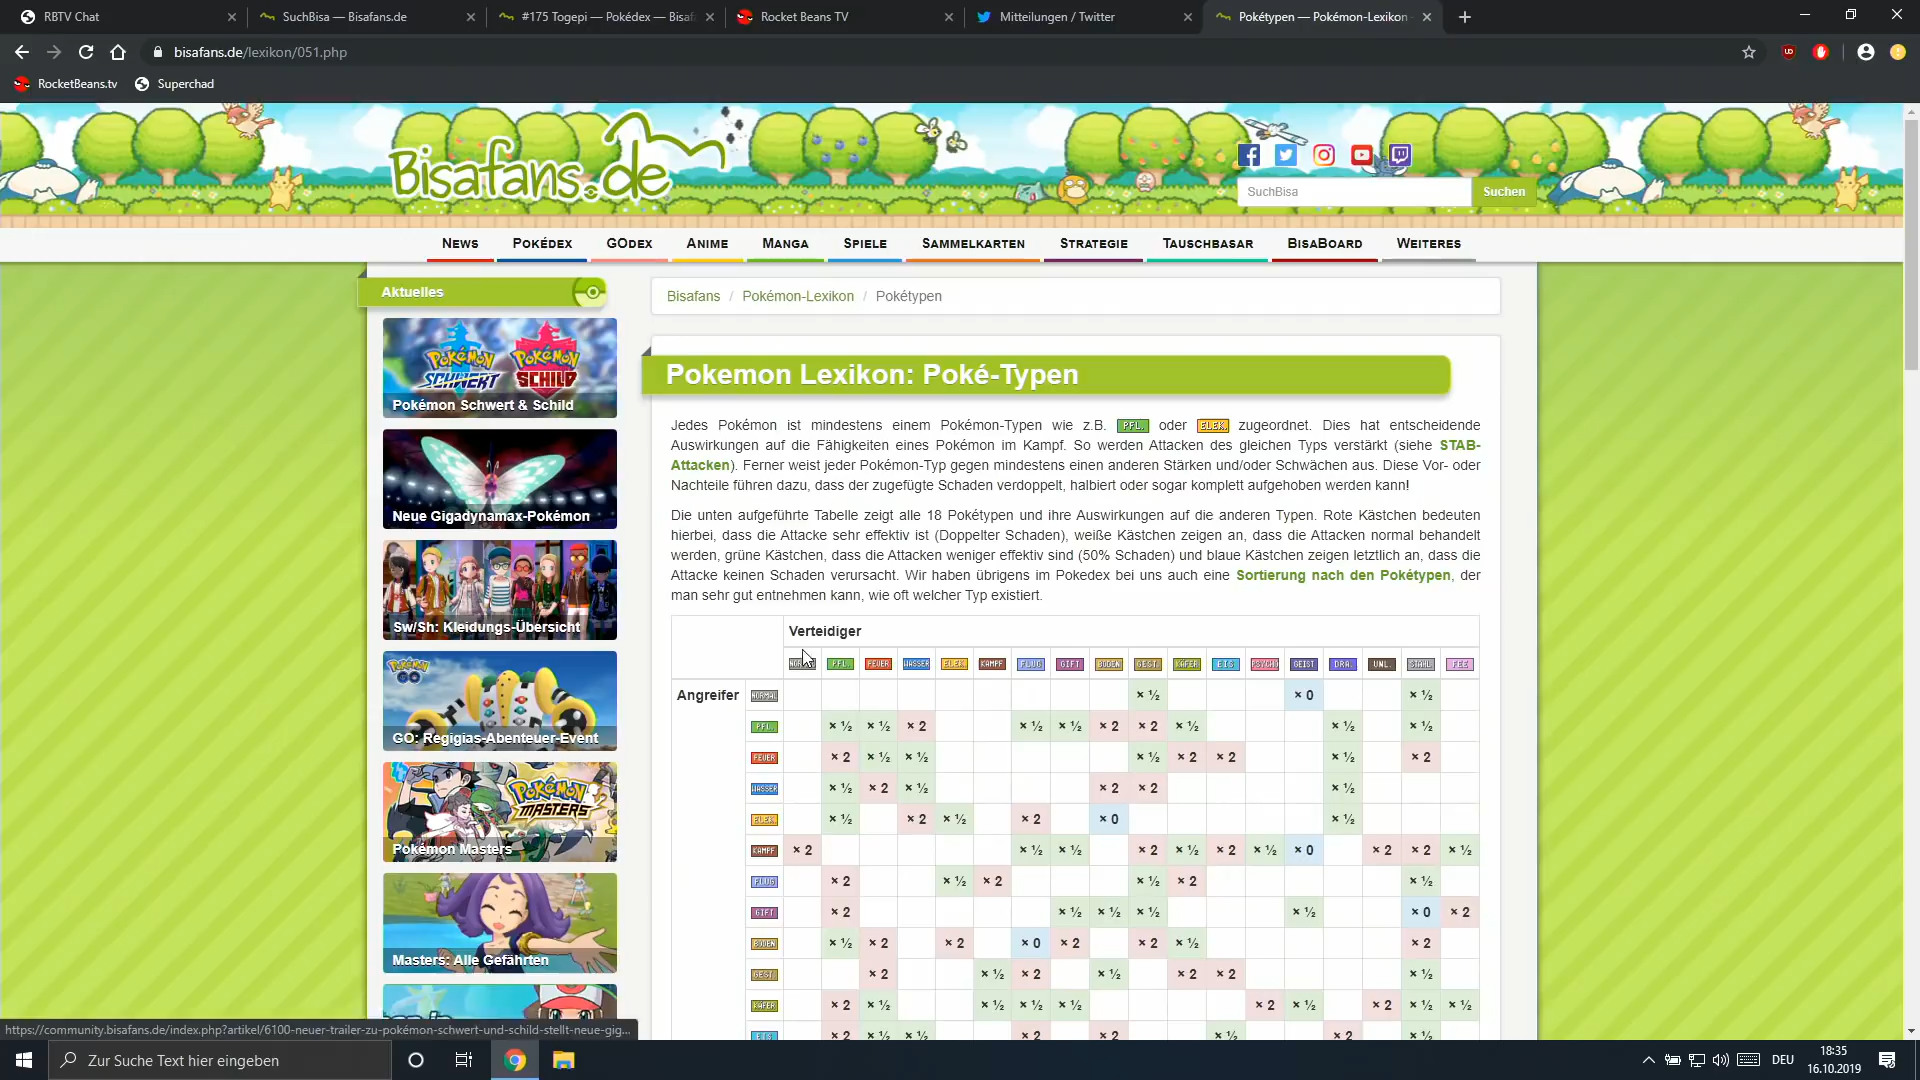 RBTV Chat
SuchBisa — Bisafans.de
#175 Togepi — Pokédex — Bisaf
Rocket Beans TV
Mitteilungen / Twitter
Pokétypen — Pokémon-Lexikon
bisafans.de/lexikon/051.php
RocketBeans.tv
Superchad
Bisafans.de
SuchBisa
Suchen
News
Pokédex
GOdex
Anime
Manga
Spiele
Sammelkarten
Strategie
Tauschbasar
BisaBoard
Weiteres
Aktuelles
Pokémon Schwert & Schild
Neue Gigadynamax-Pokémon
Sw/Sh: Kleidungs-Übersicht
GO: Regigias-Abenteuer-Event
Pokémon Masters
Masters: Alle Gefährten
Bisafans / Pokémon-Lexikon / Pokétypen
Pokemon Lexikon: Poké-Typen
Jedes Pokémon ist mindestens einem Pokémon-Typen wie z.B. PFL. oder ELEK. zugeordnet. Dies hat entscheidende
Auswirkungen auf die Fähigkeiten eines Pokémon im Kampf. So werden Attacken des gleichen Typs verstärkt (siehe STAB-
Attacken). Ferner weist jeder Pokémon-Typ gegen mindestens einen anderen Stärken und/oder Schwächen aus. Diese Vor- oder
Nachteile führen dazu, dass der zugefügte Schaden verdoppelt, halbiert oder sogar komplett aufgehoben werden kann!
Die unten aufgeführte Tabelle zeigt alle 18 Pokétypen und ihre Auswirkungen auf die anderen Typen. Rote Kästchen bedeuten
hierbei, dass die Attacke sehr effektiv ist (Doppelter Schaden), weiße Kästchen zeigen an, dass die Attacken normal behandelt
werden, grüne Kästchen, dass die Attacken weniger effektiv sind (50% Schaden) und blaue Kästchen zeigen letztlich an, dass die
Attacke keinen Schaden verursacht. Wir haben übrigens im Pokedex bei uns auch eine Sortierung nach den Pokétypen, der
man sehr gut entnehmen kann, wie oft welcher Typ existiert.
Verteidiger
PFL. FEUER WASSER ELEK. KAMPF FLUG GIFT BODEN GEST. KÄFER EIS PSYCHO GEIST DRA. UNL. STAHL FEE
Angreifer NORMAL × ½ × 0 × ½
PFL. × ½ × ½ × 2 × ½ × ½ × 2 × 2 × ½ × ½ × ½
FEUER × 2 × ½ × ½ × ½ × 2 × 2 × ½ × 2
WASSER × ½ × 2 × ½ × 2 × 2 × ½
ELEK. × ½ × 2 × ½ × 2 × 0 × ½
KAMPF × 2 × ½ × ½ × 2 × ½ × 2 × ½ × 0 × 2 × 2 × ½
FLUG × 2 × ½ × 2 × ½ × 2 × ½
GIFT × 2 × ½ × ½ × ½ × ½ × 0 × 2
BODEN × ½ × 2 × 2 × 0 × 2 × 2 × ½ × 2
GEST. × 2 × ½ × 2 × ½ × 2 × 2 × ½
KÄFER × 2 × ½ × ½ × ½ × ½ × 2 × ½ × 2 × ½ × ½
EIS × 2 × ½ × ½ × 2 × 2 × ½ × 2
https://community.bisafans.de/index.php?artikel/6100-neuer-trailer-zu-pokémon-schwert-und-schild-stellt-neue-gig...
Zur Suche Text hier eingeben
DEU
18:35
16.10.2019